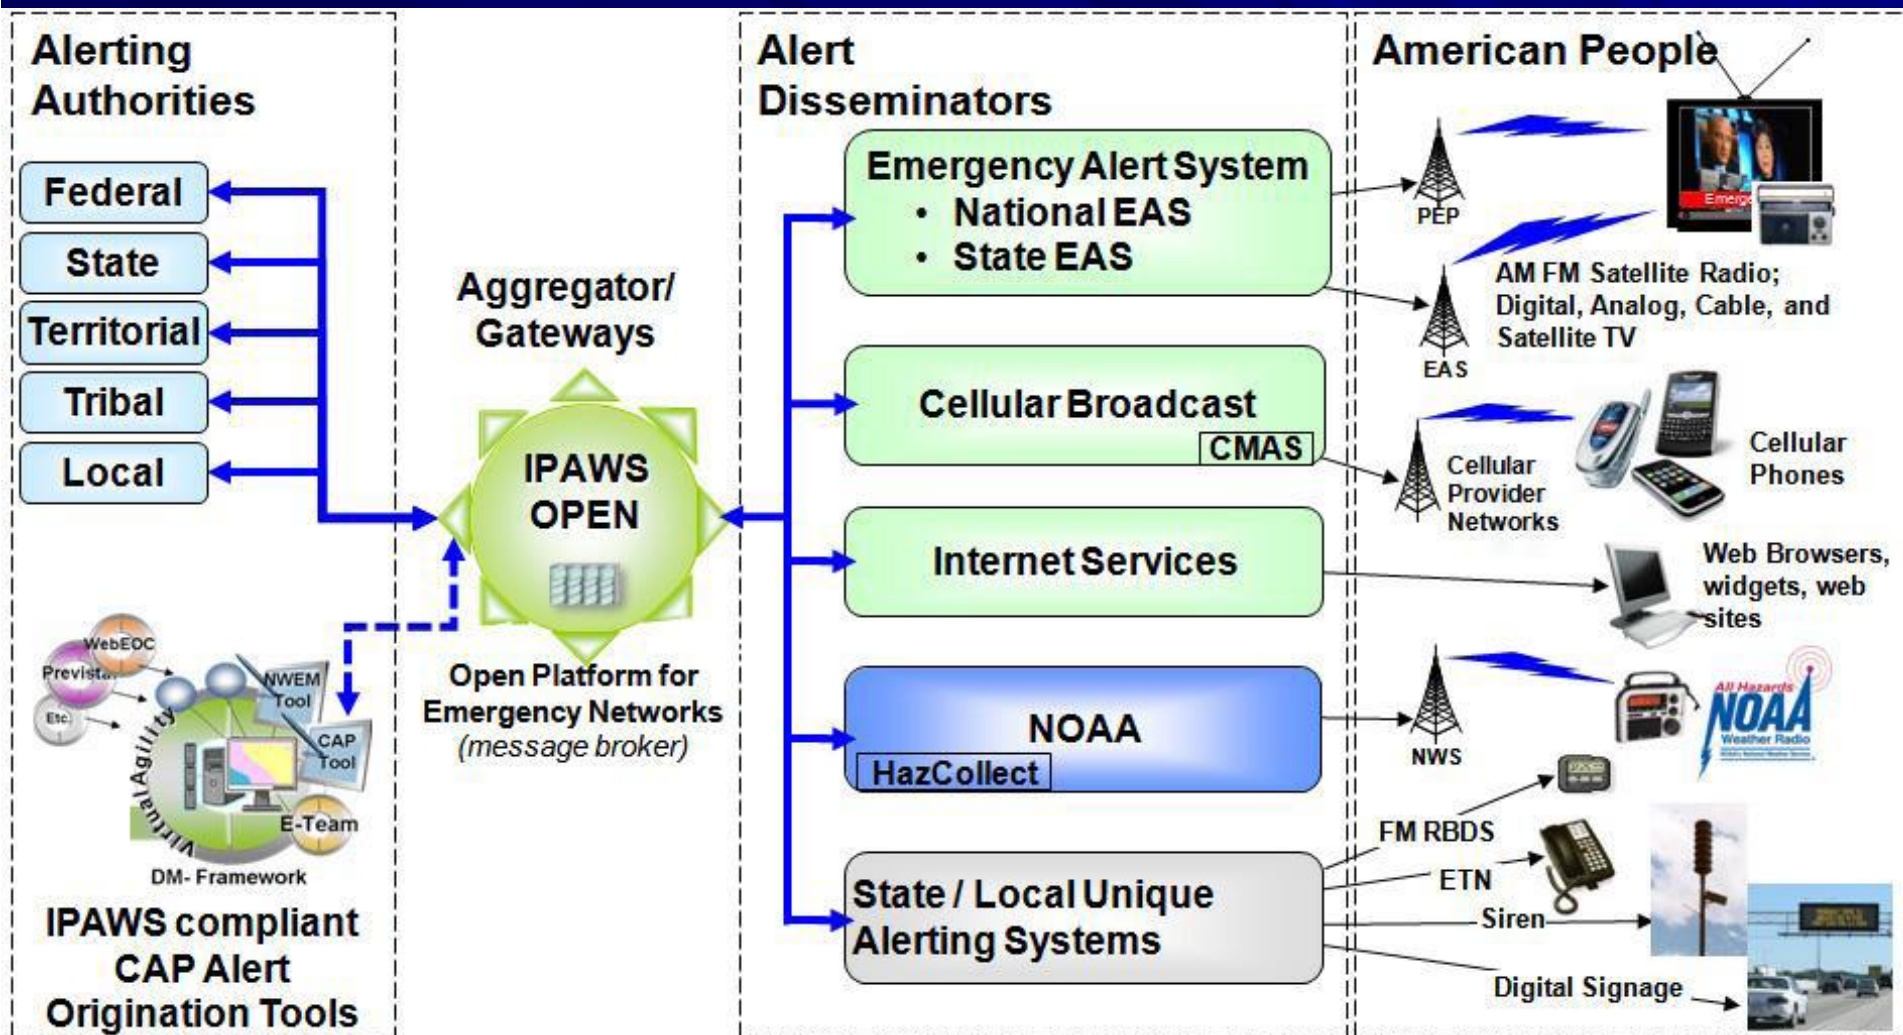 Alerting
Authorities
Federal
State
Territorial
Tribal
Local
WebEOC
Etc.
NWEM
Tool
CAP
Tool
VirtualAgility
E-Team
DM- Framework
IPAWS compliant
CAP Alert
Origination Tools
Aggregator/
Gateways
IPAWS
OPEN
Open Platform for
Emergency Networks
(message broker)
Alert
Disseminators
Emergency Alert System
• National EAS
• State EAS
Cellular Broadcast
CMAS
Internet Services
NOAA
HazCollect
State / Local Unique
Alerting Systems
American People
PEP
AM FM Satellite Radio;
Digital, Analog, Cable, and
Satellite TV
EAS
Cellular
Provider
Networks
Cellular
Phones
Web Browsers,
widgets, web
sites
NWS
All Hazards
NOAA
Weather Radio
FM RBDS
ETN
Siren
Digital Signage